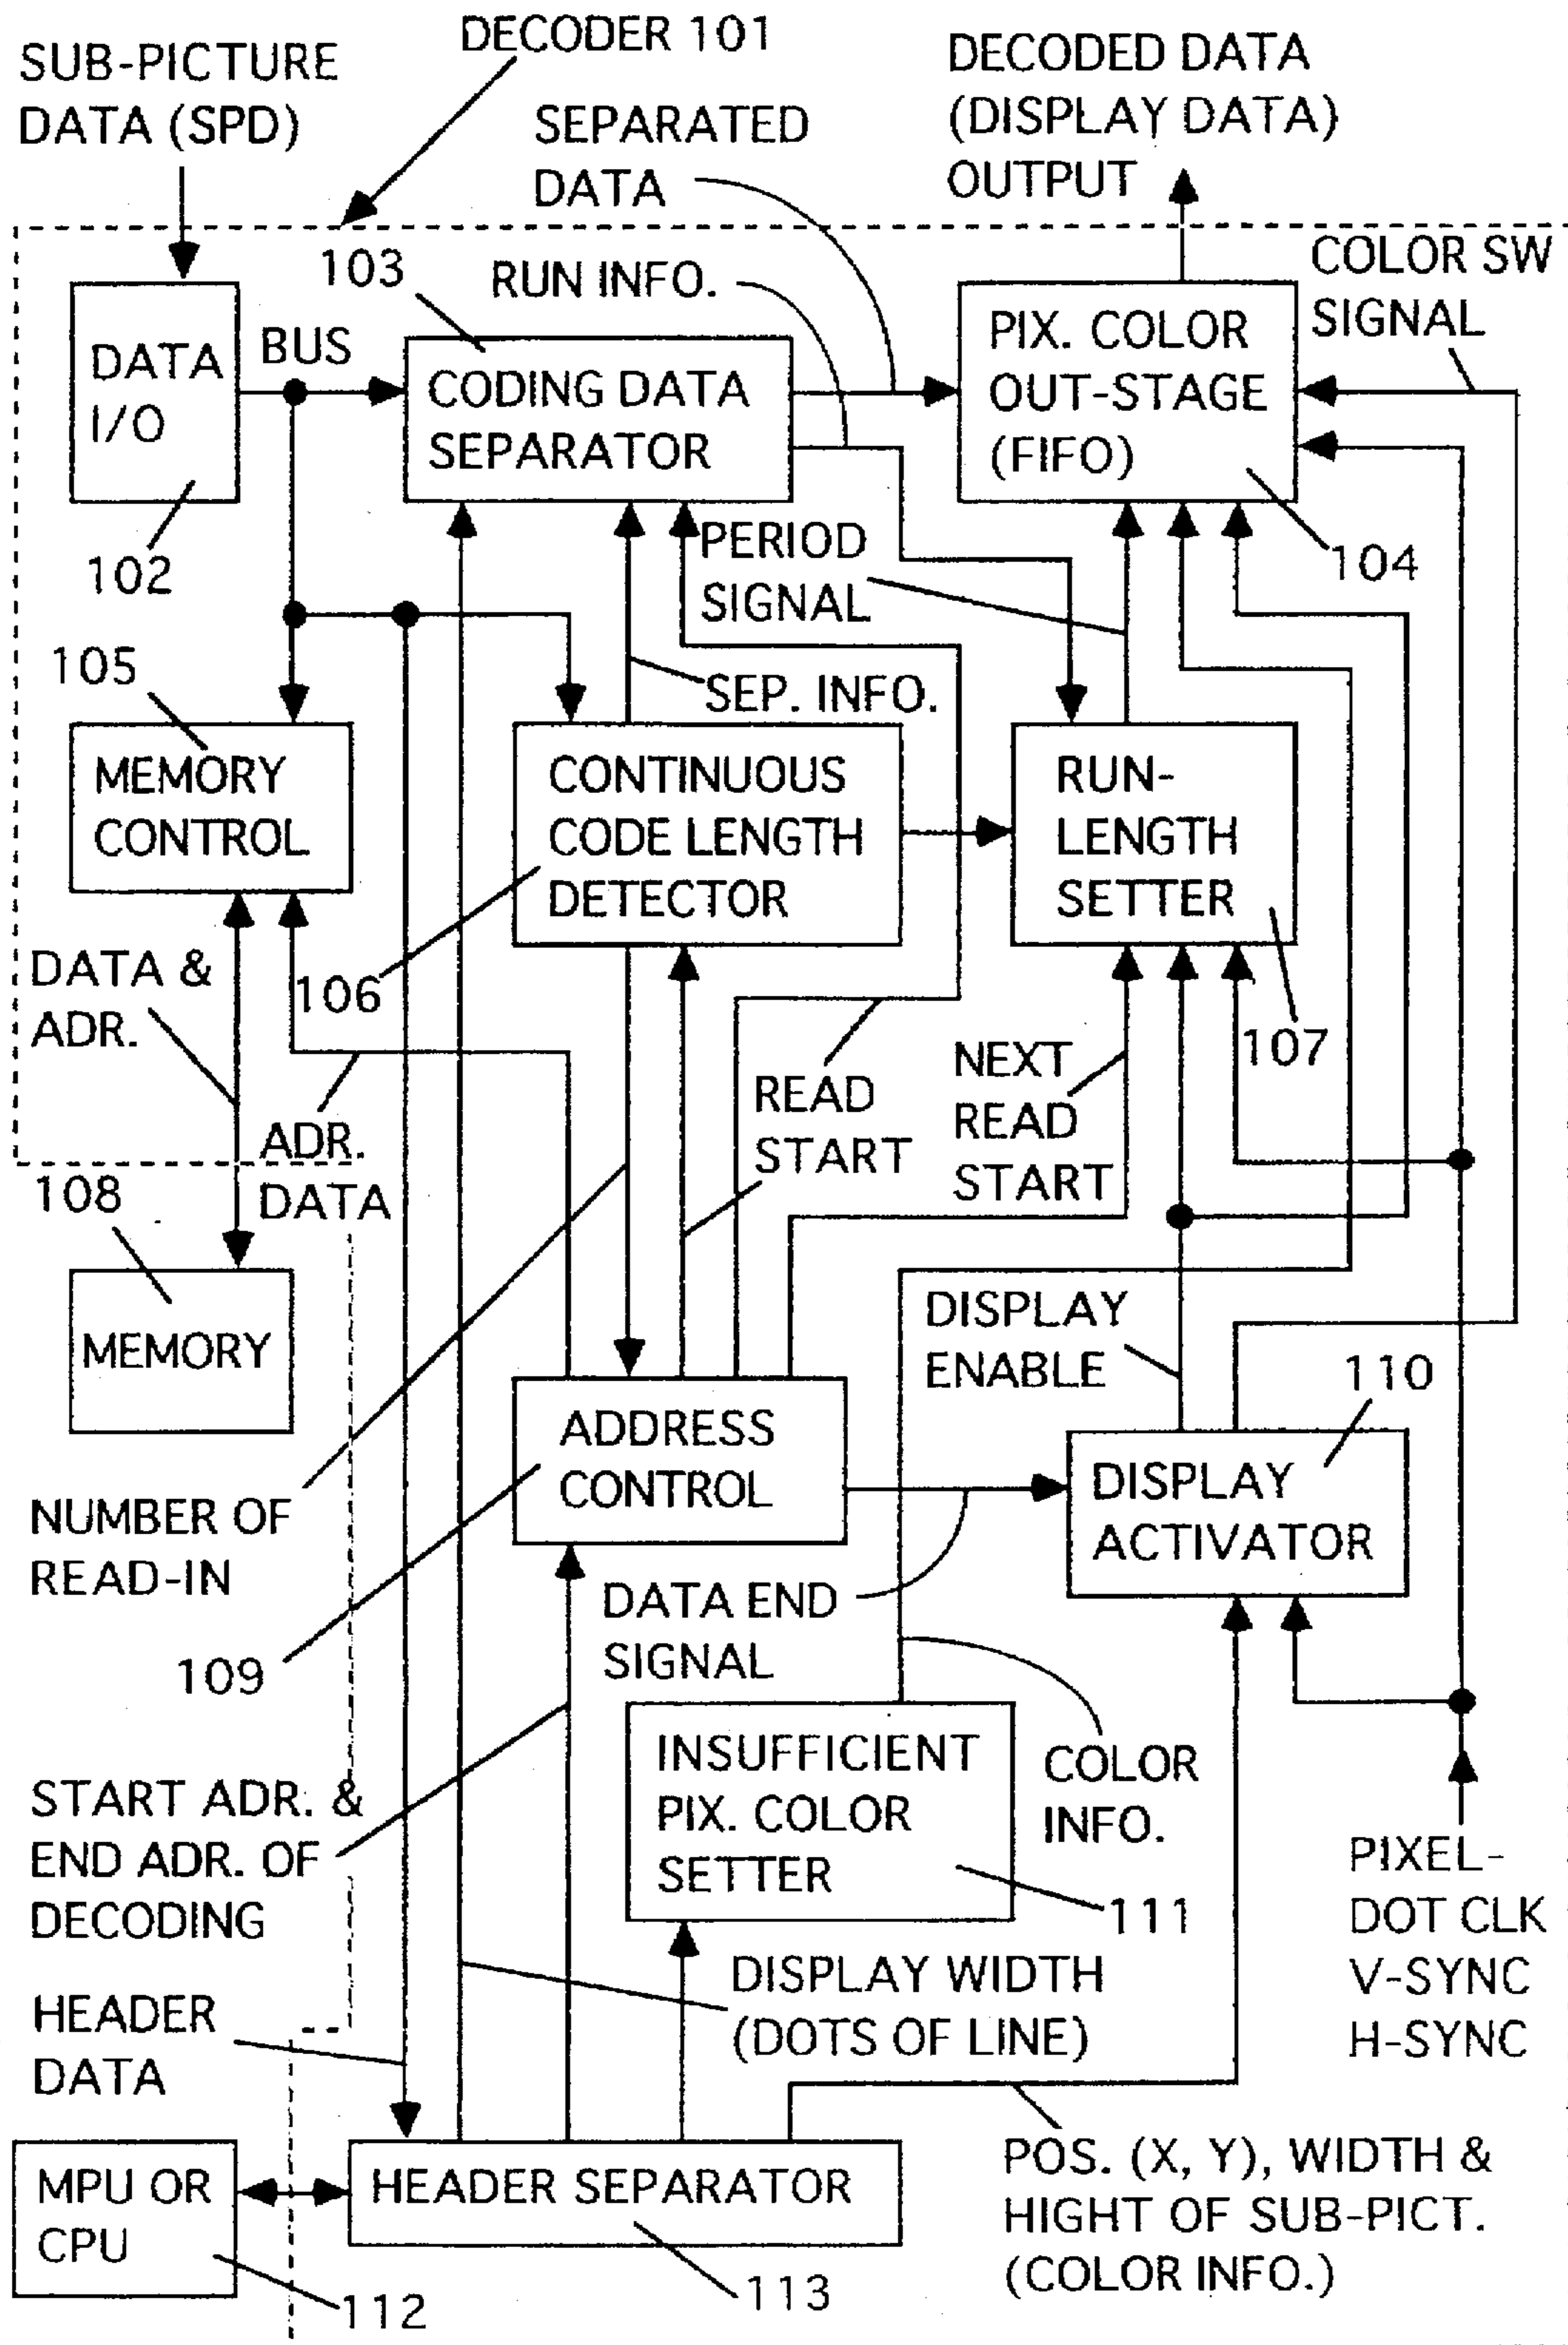 DECODER 101
SUB-PICTURE
DATA (SPD)
SEPARATED
DATA
DECODED DATA
(DISPLAY DATA)
OUTPUT
103
RUN INFO.
COLOR SW
SIGNAL
DATA
I/O
BUS
CODING DATA
SEPARATOR
PIX. COLOR
OUT-STAGE
(FIFO)
102
PERIOD
SIGNAL
104
105
SEP. INFO.
MEMORY
CONTROL
CONTINUOUS
CODE LENGTH
DETECTOR
RUN-
LENGTH
SETTER
DATA &
ADR.
106
107
ADR.
DATA
READ
START
NEXT
READ
START
108
MEMORY
DISPLAY
ENABLE
110
ADDRESS
CONTROL
DISPLAY
ACTIVATOR
NUMBER OF
READ-IN
109
DATA END
SIGNAL
INSUFFICIENT
PIX. COLOR
SETTER
COLOR
INFO.
START ADR. &
END ADR. OF
DECODING
111
PIXEL-
DOT CLK
V-SYNC
H-SYNC
DISPLAY WIDTH
(DOTS OF LINE)
HEADER
DATA
MPU OR
CPU
HEADER SEPARATOR
POS. (X, Y), WIDTH &
HIGHT OF SUB-PICT.
(COLOR INFO.)
112
113